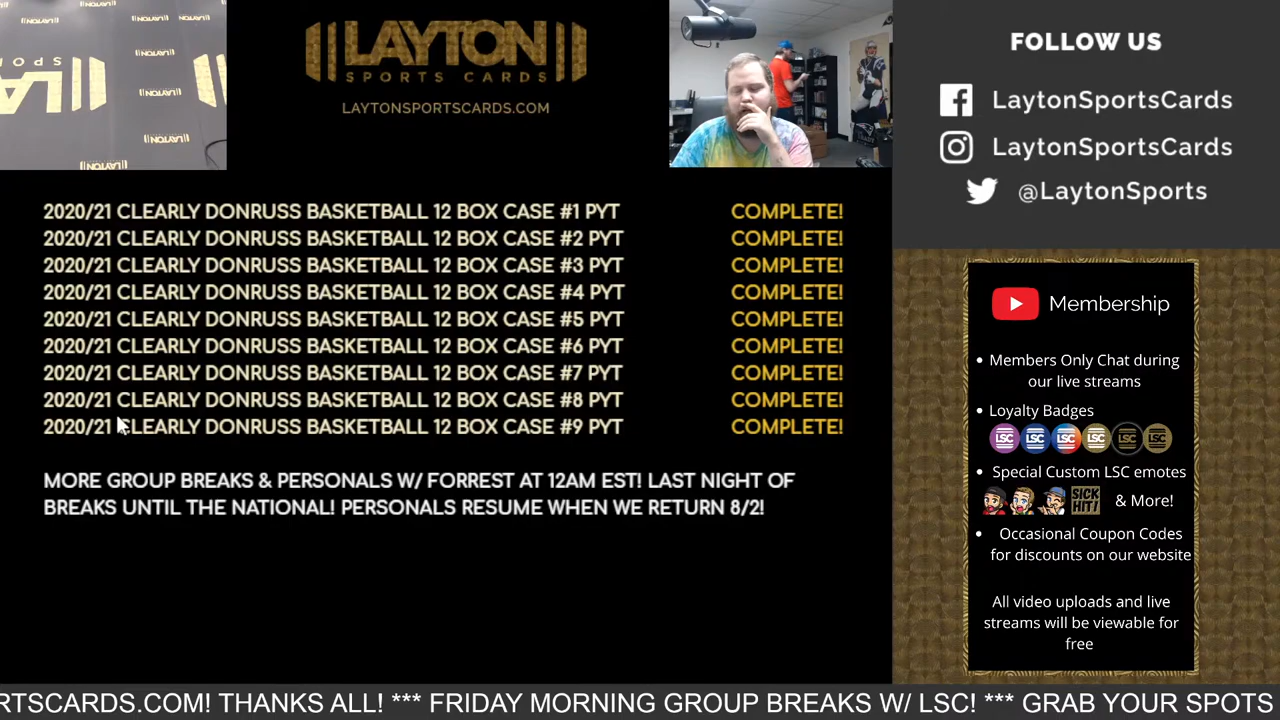 LAYTON
SPORTS CARDS
LAYTONSPORTSCARDS.COM
FOLLOW US
LaytonSportsCards
LaytonSportsCards
@LaytonSports
2020/21 CLEARLY DONRUSS BASKETBALL 12 BOX CASE #1 PYT COMPLETE!
2020/21 CLEARLY DONRUSS BASKETBALL 12 BOX CASE #2 PYT COMPLETE!
2020/21 CLEARLY DONRUSS BASKETBALL 12 BOX CASE #3 PYT COMPLETE!
2020/21 CLEARLY DONRUSS BASKETBALL 12 BOX CASE #4 PYT COMPLETE!
2020/21 CLEARLY DONRUSS BASKETBALL 12 BOX CASE #5 PYT COMPLETE!
2020/21 CLEARLY DONRUSS BASKETBALL 12 BOX CASE #6 PYT COMPLETE!
2020/21 CLEARLY DONRUSS BASKETBALL 12 BOX CASE #7 PYT COMPLETE!
2020/21 CLEARLY DONRUSS BASKETBALL 12 BOX CASE #8 PYT COMPLETE!
2020/21 CLEARLY DONRUSS BASKETBALL 12 BOX CASE #9 PYT COMPLETE!
MORE GROUP BREAKS & PERSONALS W/ FORREST AT 12AM EST! LAST NIGHT OF
BREAKS UNTIL THE NATIONAL! PERSONALS RESUME WHEN WE RETURN 8/2!
Membership
• Members Only Chat during
our live streams
• Loyalty Badges
• Special Custom LSC emotes
SICK
HIT!
& More!
• Occasional Coupon Codes
for discounts on our website
All video uploads and live
streams will be viewable for
free
RTSCARDS.COM! THANKS ALL! *** FRIDAY MORNING GROUP BREAKS W/ LSC! *** GRAB YOUR SPOTS